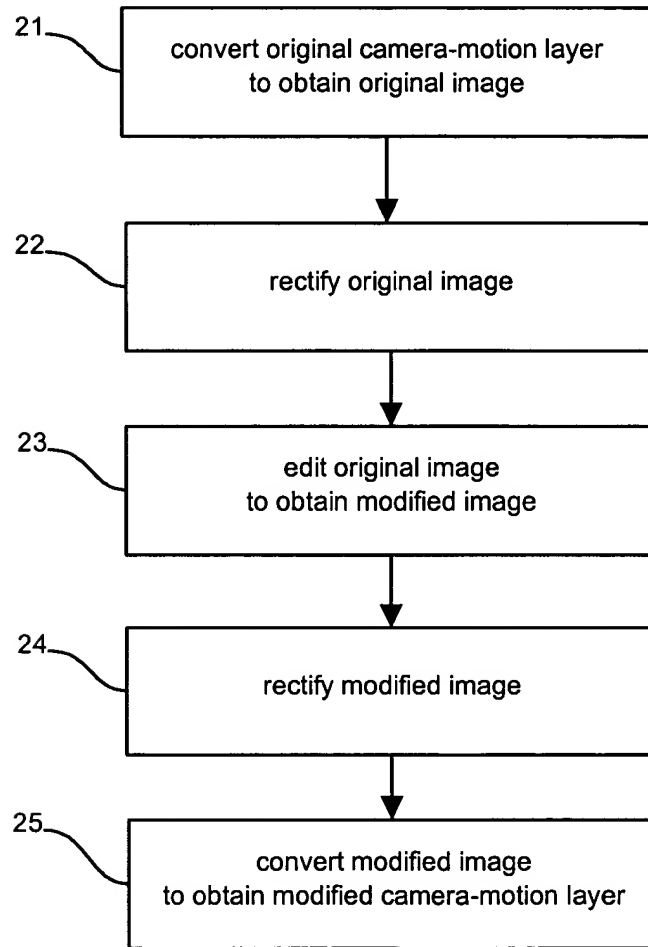 21
convert original camera-motion layer
to obtain original image
22
rectify original image
23
edit original image
to obtain modified image
24
rectify modified image
25
convert modified image
to obtain modified camera-motion layer